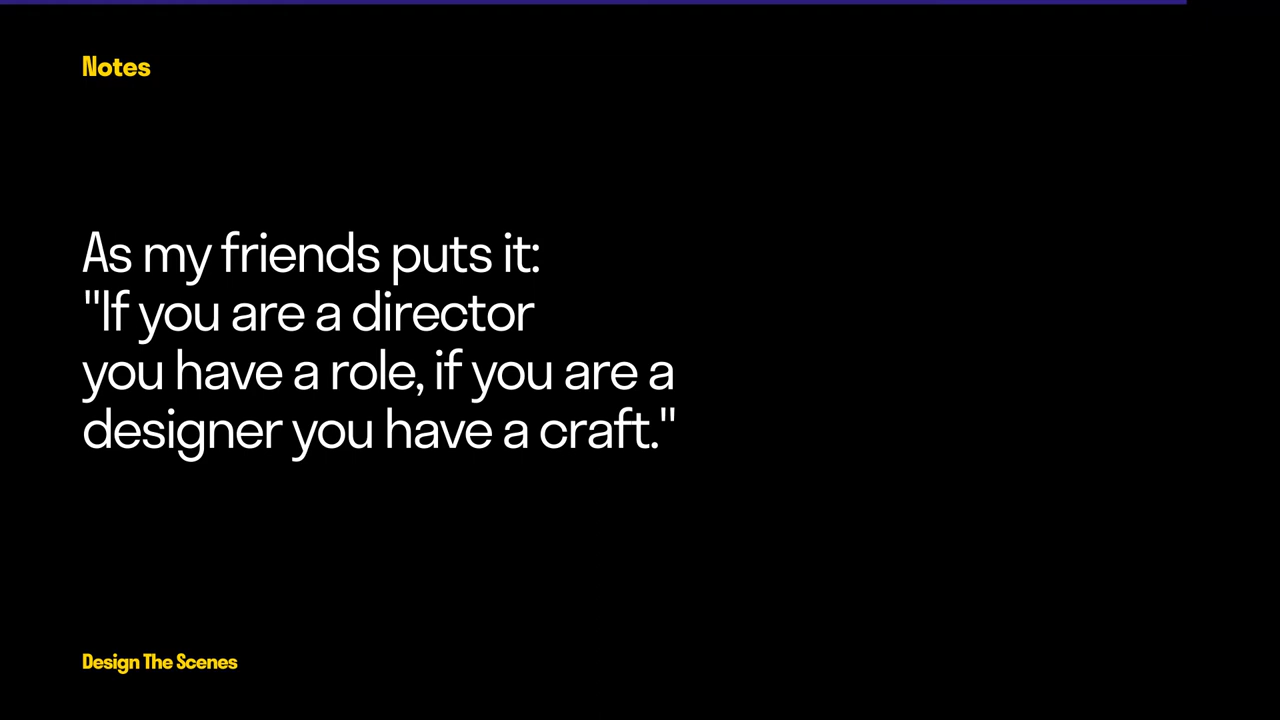 Notes
As my friends puts it:
"If you are a director
you have a role, if you are a
designer you have a craft."
Design The Scenes